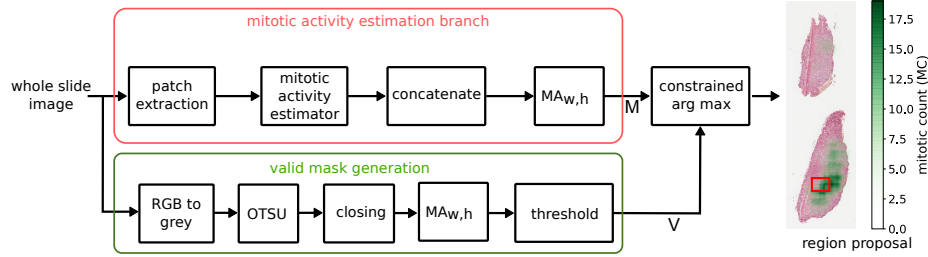 mitotic activity estimation branch
whole slide
image
patch
extraction
mitotic
activity
estimator
concatenate
MAw,h
M
constrained
arg max
valid mask generation
RGB to
grey
OTSU
closing
MAw,h
threshold
V
17.5
15.0
12.5
10.0
7.5
5.0
2.5
0.0
mitotic count (MC)
region proposal